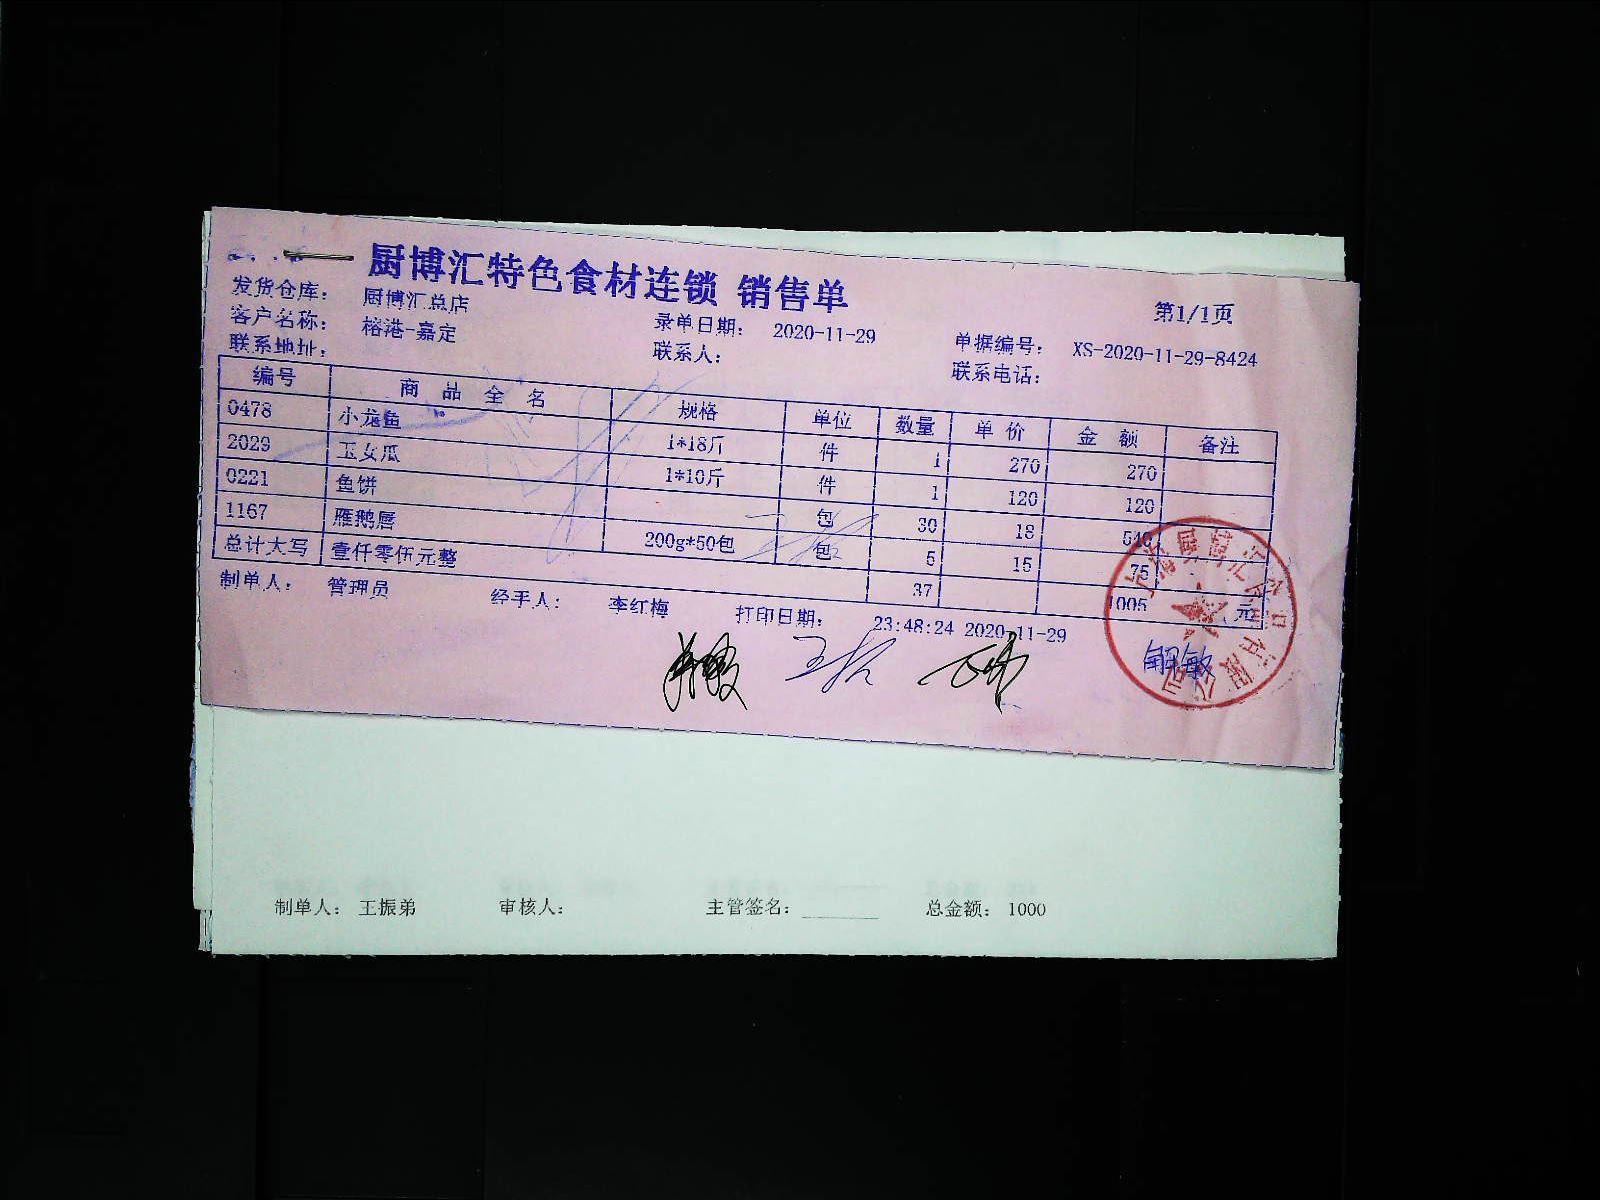 厨博汇特色食材连锁 销售单
第1/1页
发货仓库: 厨博汇总店
客户名称: 榕港-嘉定 录单日期: 2020-11-29 单据编号: XS-2020-11-29-8424
联系地址: 联系人: 联系电话:
编号 商品全名 规格 单位 数量 单价 金额 备注
0478 小龙鱼 1*18斤 件 1 270 270
2029 玉女瓜 1*10斤 件 1 120 120
0221 鱼饼 包 30 18 540
1167 雁鹅唇 200g*50包 包 5 15 75
总计大写 壹仟零伍元整 37 1005 元
制单人: 管理员 经手人: 李红梅 打印日期: 23:48:24 2020-11-29
解敏
制单人: 王振弟 审核人: 主管签名: 总金额: 1000